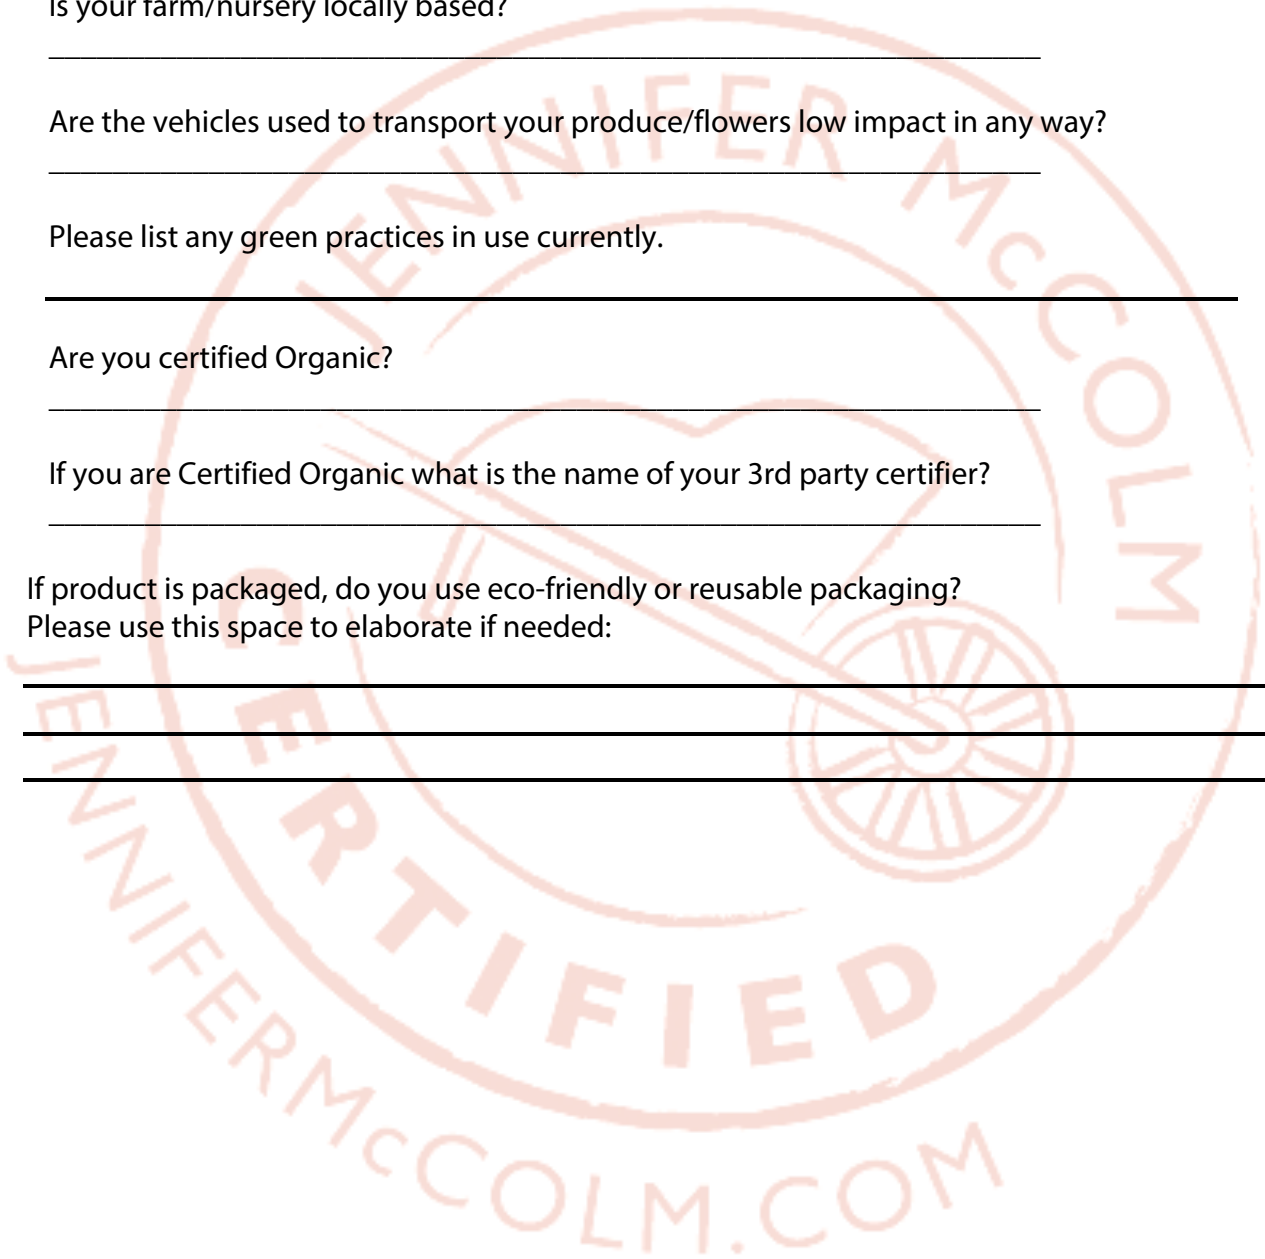 Is your farm/nursery locally based?
Are the vehicles used to transport your produce/flowers low impact in any way?
Please list any green practices in use currently.
Are you certified Organic?
If you are Certified Organic what is the name of your 3rd party certifier?
If product is packaged, do you use eco-friendly or reusable packaging?
Please use this space to elaborate if needed:
JENNIFER McCOLM
CERTIFIED
JENNIFERMcCOLM.COM